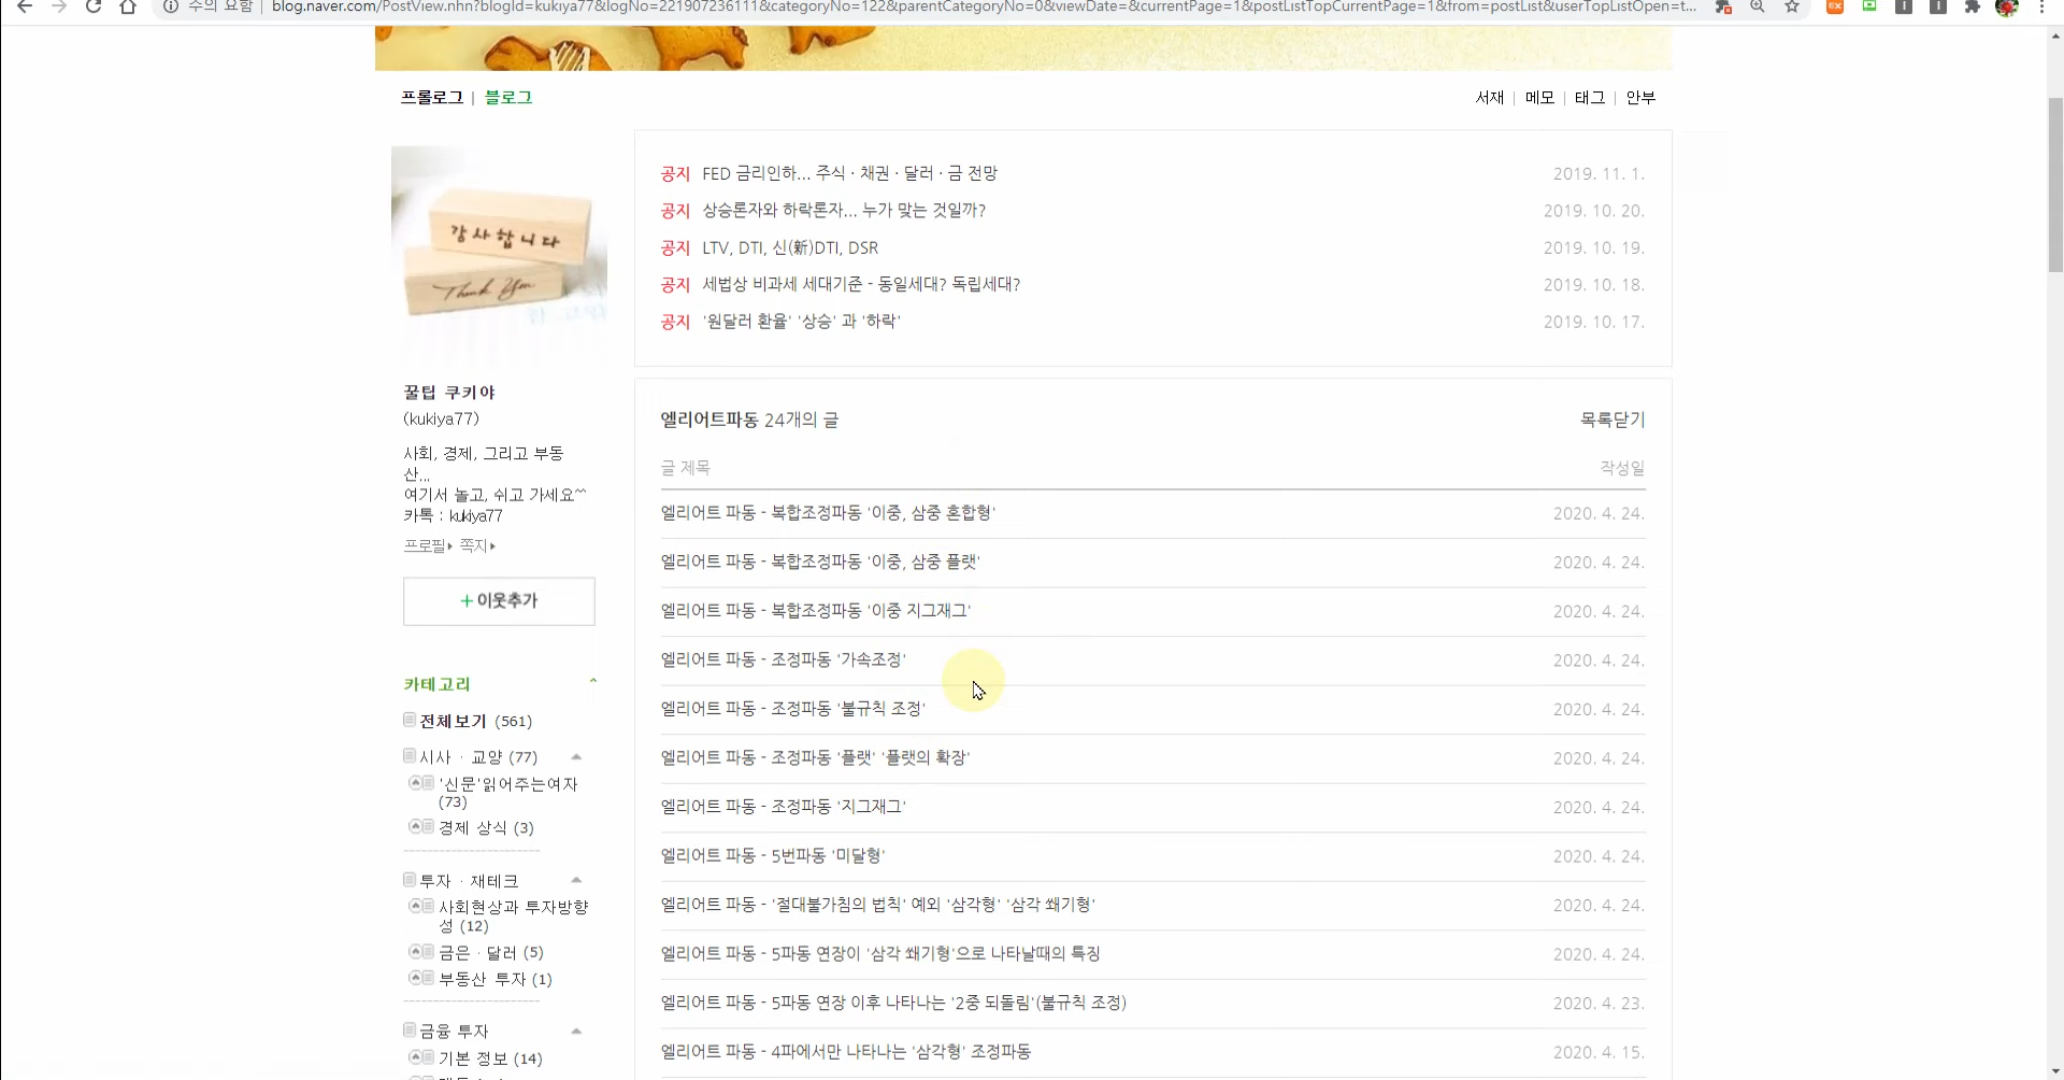 수의 요함 | blog.naver.com/PostView.nhn?blogId=kukiya77&logNo=221907236111&categoryNo=122&parentCategoryNo=0&viewDate=&currentPage=1&postListTopCurrentPage=1&from=postList&userTopListOpen=t...
프롤로그 | 블로그
서재 | 메모 | 태그 | 안부
감사합니다
Thank You
공지 FED 금리인하... 주식 · 채권 · 달러 · 금 전망 2019. 11. 1.
공지 상승론자와 하락론자... 누가 맞는 것일까? 2019. 10. 20.
공지 LTV, DTI, 신(新)DTI, DSR 2019. 10. 19.
공지 세법상 비과세 세대기준 - 동일세대? 독립세대? 2019. 10. 18.
공지 '원달러 환율' '상승' 과 '하락' 2019. 10. 17.
꿀팁 쿠키야
(kukiya77)
사회, 경제, 그리고 부동
산...
여기서 놀고, 쉬고 가세요^^
카톡 : kukiya77
프로필 쪽지
+ 이웃추가
카테고리
전체보기 (561)
시사 · 교양 (77)
'신문'읽어주는여자
(73)
경제 상식 (3)
투자 · 재테크
사회현상과 투자방향
성 (12)
금은 · 달러 (5)
부동산 투자 (1)
금융 투자
기본 정보 (14)
엘리어트파동 24개의 글 목록닫기
글 제목 작성일
엘리어트 파동 - 복합조정파동 '이중, 삼중 혼합형' 2020. 4. 24.
엘리어트 파동 - 복합조정파동 '이중, 삼중 플랫' 2020. 4. 24.
엘리어트 파동 - 복합조정파동 '이중 지그재그' 2020. 4. 24.
엘리어트 파동 - 조정파동 '가속조정' 2020. 4. 24.
엘리어트 파동 - 조정파동 '불규칙 조정' 2020. 4. 24.
엘리어트 파동 - 조정파동 '플랫' '플랫의 확장' 2020. 4. 24.
엘리어트 파동 - 조정파동 '지그재그' 2020. 4. 24.
엘리어트 파동 - 5번파동 '미달형' 2020. 4. 24.
엘리어트 파동 - '절대불가침의 법칙' 예외 '삼각형' '삼각 쐐기형' 2020. 4. 24.
엘리어트 파동 - 5파동 연장이 '삼각 쐐기형'으로 나타날때의 특징 2020. 4. 24.
엘리어트 파동 - 5파동 연장 이후 나타나는 '2중 되돌림'(불규칙 조정) 2020. 4. 23.
엘리어트 파동 - 4파에서만 나타나는 '삼각형' 조정파동 2020. 4. 15.